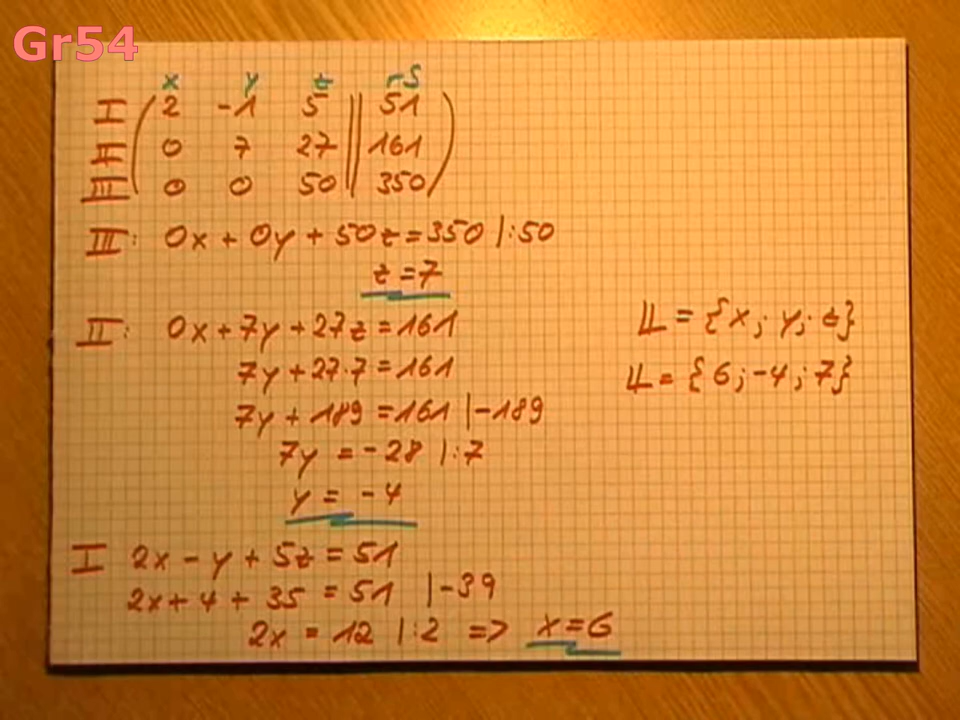 Gr54
x y z rS
I ( 2 -1 5 || 51 )
II ( 0 7 27 || 161 )
III ( 0 0 50 || 350 )
III: 0x + 0y + 50z = 350 |:50
z = 7
II: 0x + 7y + 27z = 161
7y + 27·7 = 161
7y + 189 = 161 |-189
7y = -28 |:7
y = -4
I 2x - y + 5z = 51
2x + 4 + 35 = 51 |-39
2x = 12 |:2 => x = 6
𝕃 = {x; y; z}
𝕃 = {6; -4; 7}